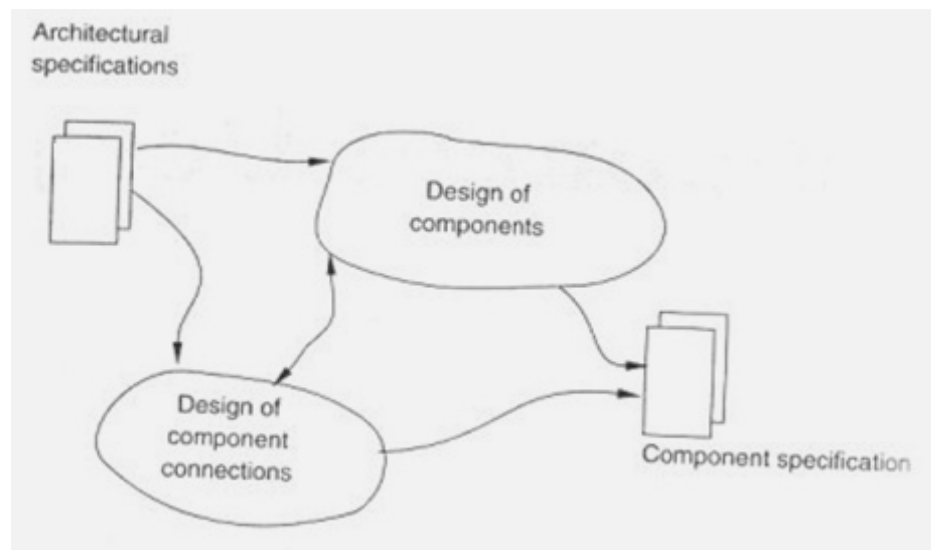 Architectural
specifications
Design of
components
Design of
component
connections
Component specification